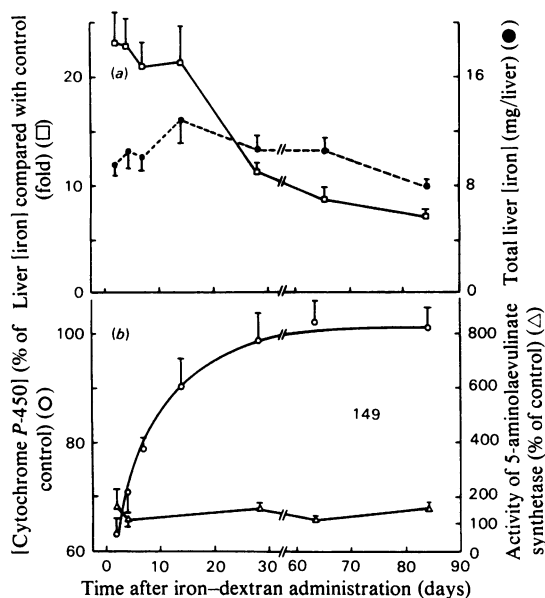 Liver [iron] compared with control
(fold) (□)
20
10
0
(a)
16
8
0
Total liver [iron] (mg/liver) (●)
[Cytochrome P-450] (% of
control) (○)
100
80
60
(b)
149
800
600
400
200
100
0
Activity of 5-aminolaevulinate
synthetase (% of control) (△)
0 10 20 30 60 70 80 90
Time after iron–dextran administration (days)